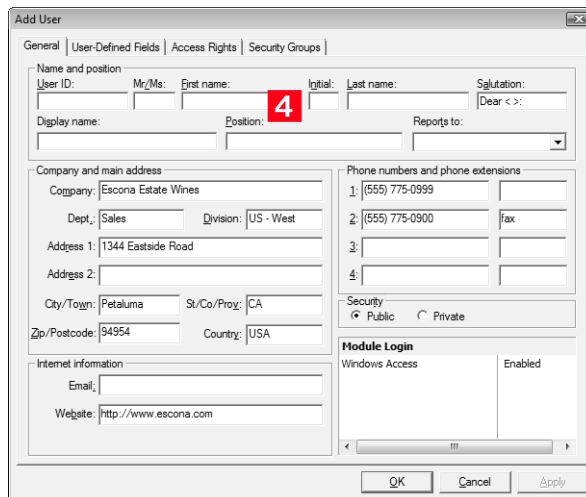 Add User
General User-Defined Fields Access Rights Security Groups
Name and position
User ID: Mr/Ms: First name: Initial: Last name: Salutation:
4
Dear < >:
Display name: Position: Reports to:
Company and main address
Company: Escona Estate Wines
Dept.: Sales Division: US - West
Address 1: 1344 Eastside Road
Address 2:
City/Town: Petaluma St/Co/Prov: CA
Zip/Postcode: 94954 Country: USA
Internet information
Email:
Website: http://www.escona.com
Phone numbers and phone extensions
1: (555) 775-0999
2: (555) 775-0900 fax
3:
4:
Security
Public Private
Module Login
Windows Access Enabled
OK Cancel Apply